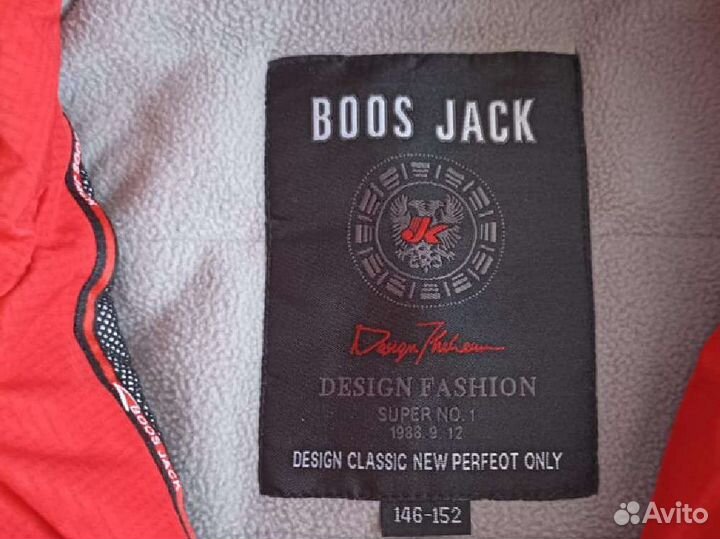 BOOS JACK
JK
Design
DESIGN FASHION
SUPER NO. 1
1988. 9. 12
DESIGN CLASSIC NEW PERFEOT ONLY
146-152
BOOS JACK
Avito